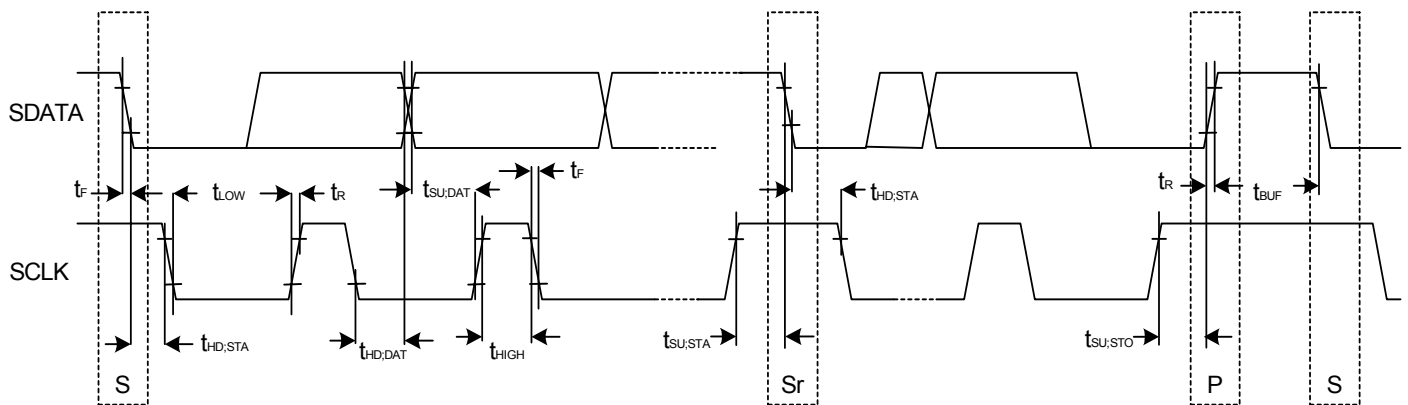 SDATA
tF
tLOW
tR
tSU;DAT
tF
tHD;STA
tR
tBUF
SCLK
tHD;STA
tHD;DAT
tHIGH
tSU;STA
tSU;STO
S
Sr
P
S